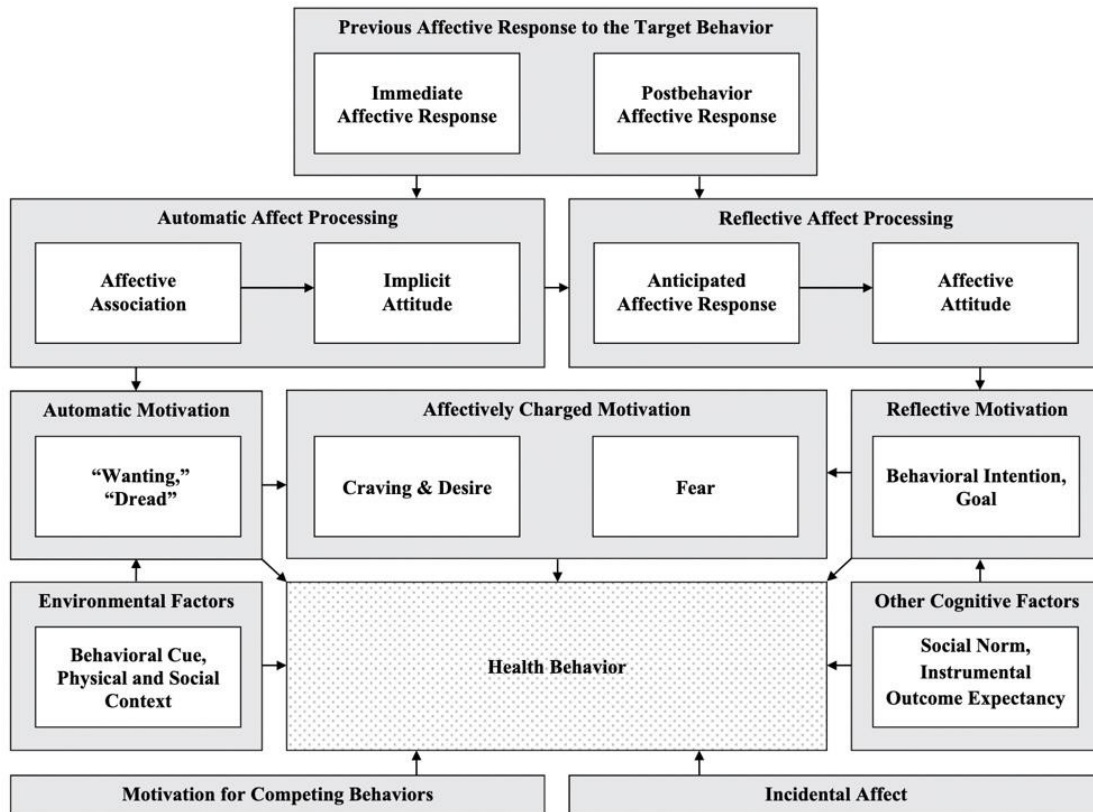 Previous Affective Response to the Target Behavior
Immediate
Affective Response
Postbehavior
Affective Response
Automatic Affect Processing
Affective
Association
Implicit
Attitude
Reflective Affect Processing
Anticipated
Affective Response
Affective
Attitude
Automatic Motivation
“Wanting,”
“Dread”
Affectively Charged Motivation
Craving & Desire
Fear
Reflective Motivation
Behavioral Intention,
Goal
Environmental Factors
Behavioral Cue,
Physical and Social
Context
Health Behavior
Other Cognitive Factors
Social Norm,
Instrumental
Outcome Expectancy
Motivation for Competing Behaviors
Incidental Affect